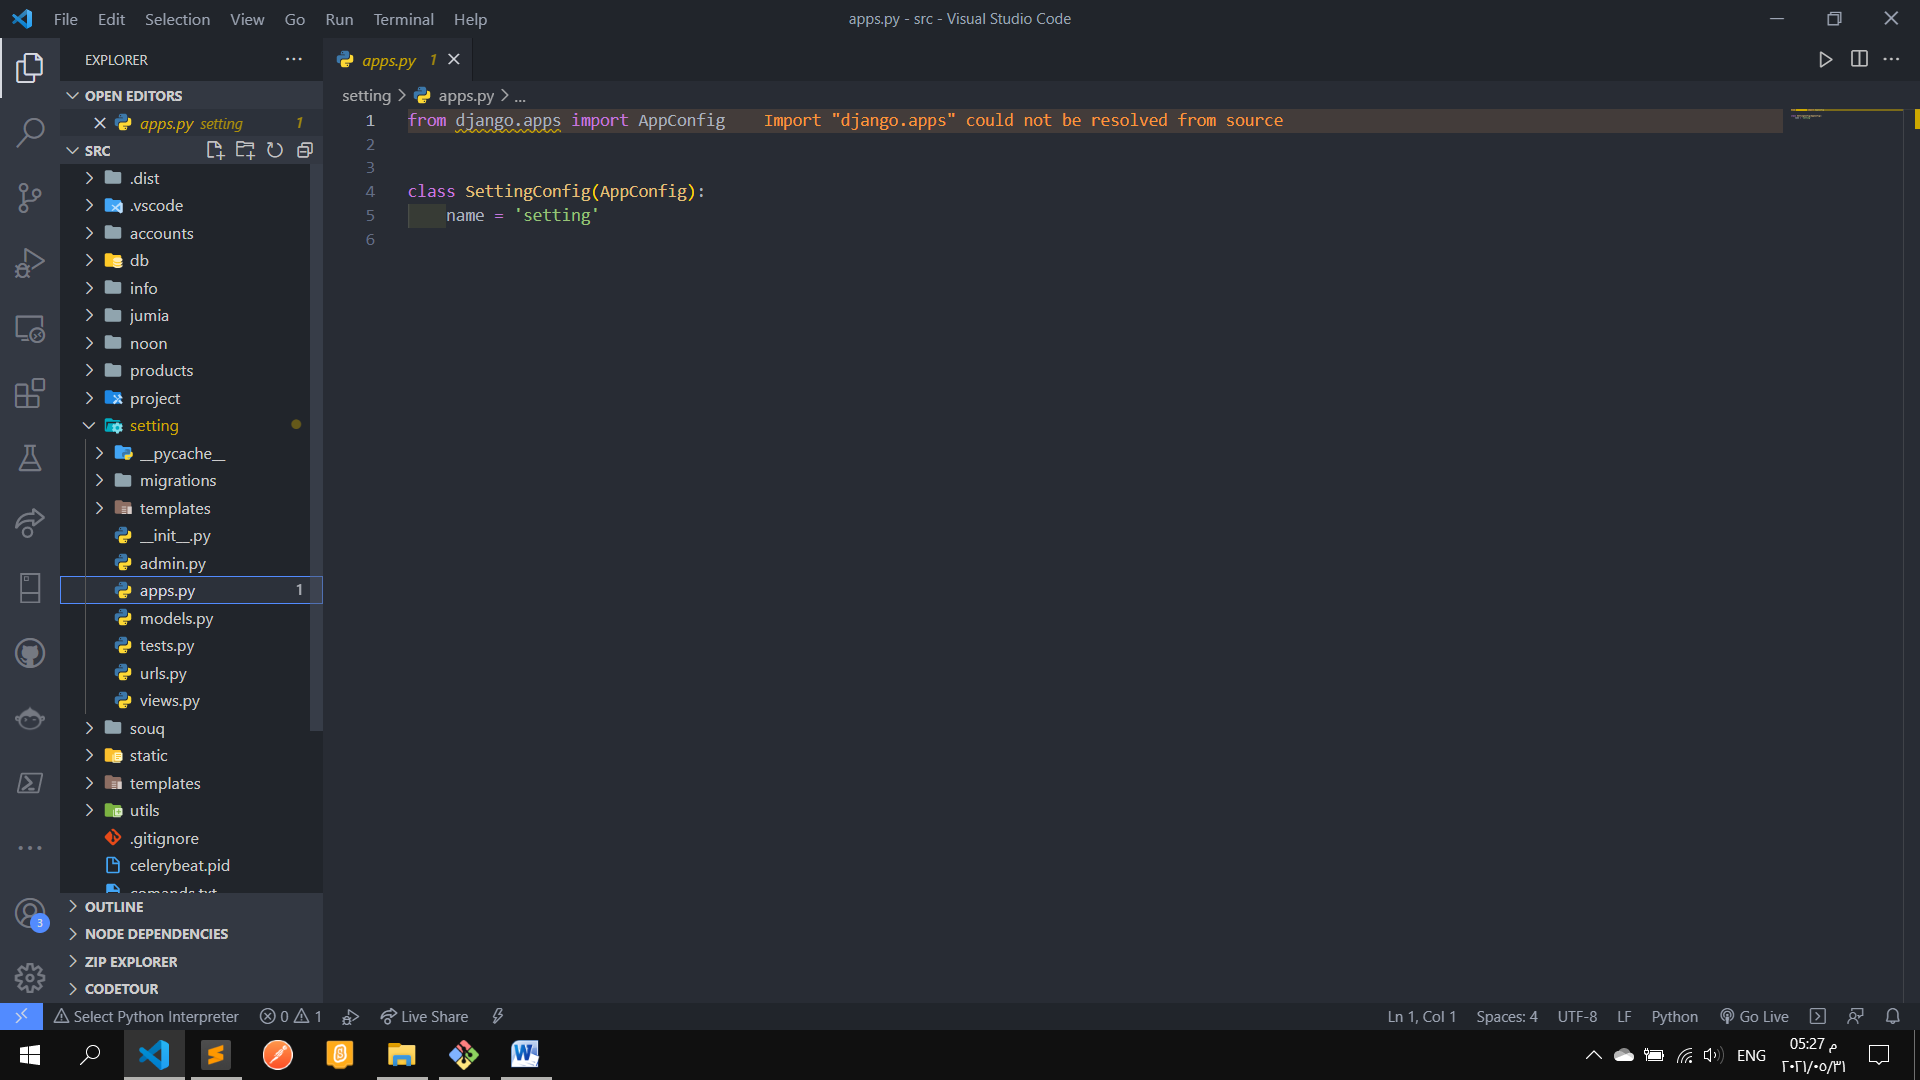 File Edit Selection View Go Run Terminal Help
apps.py - src - Visual Studio Code
EXPLORER
OPEN EDITORS
apps.py setting 1
SRC
.dist
.vscode
accounts
db
info
jumia
noon
products
project
setting
__pycache__
migrations
templates
__init__.py
admin.py
apps.py 1
models.py
tests.py
urls.py
views.py
souq
static
templates
utils
.gitignore
celerybeat.pid
comands.txt
OUTLINE
NODE DEPENDENCIES
ZIP EXPLORER
CODETOUR
3
apps.py 1
setting > apps.py > ...
1 from django.apps import AppConfig Import "django.apps" could not be resolved from source
2
3
4 class SettingConfig(AppConfig):
5 name = 'setting'
6
Select Python Interpreter 0 1 Live Share
Ln 1, Col 1 Spaces: 4 UTF-8 LF Python Go Live
ENG
05:27 م
٢٠٢١/٠٥/٣١